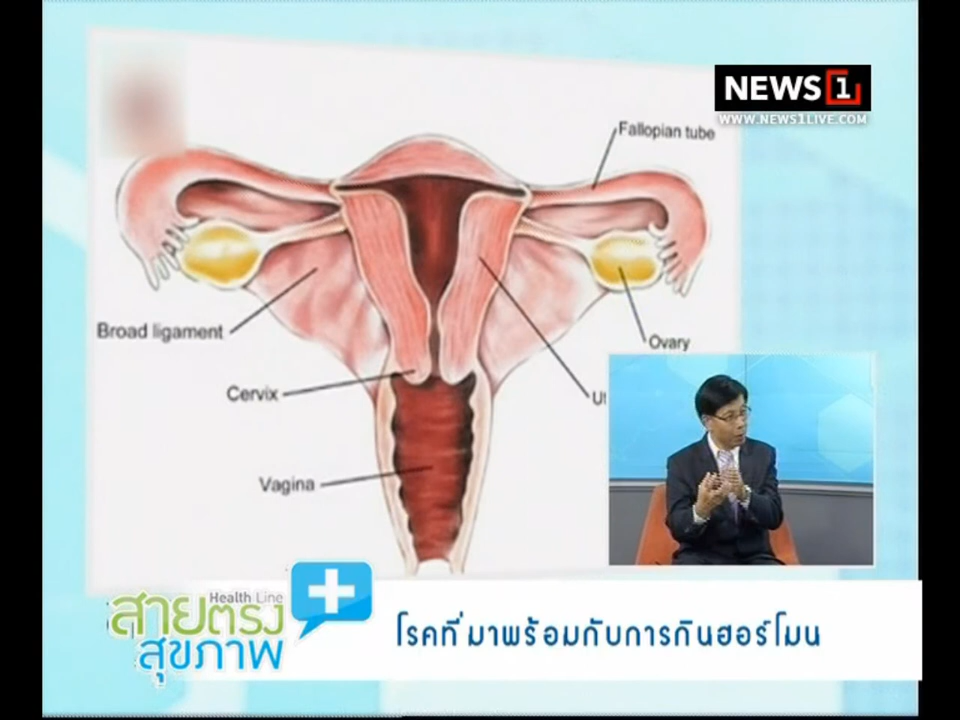 NEWS 1
WWW.NEWS1LIVE.COM
Fallopian tube
Broad ligament
Ovary
Cervix
Vagina
Health Line
สายตรง
สุขภาพ
โรคที่มาพร้อมกับการกินฮอร์โมน